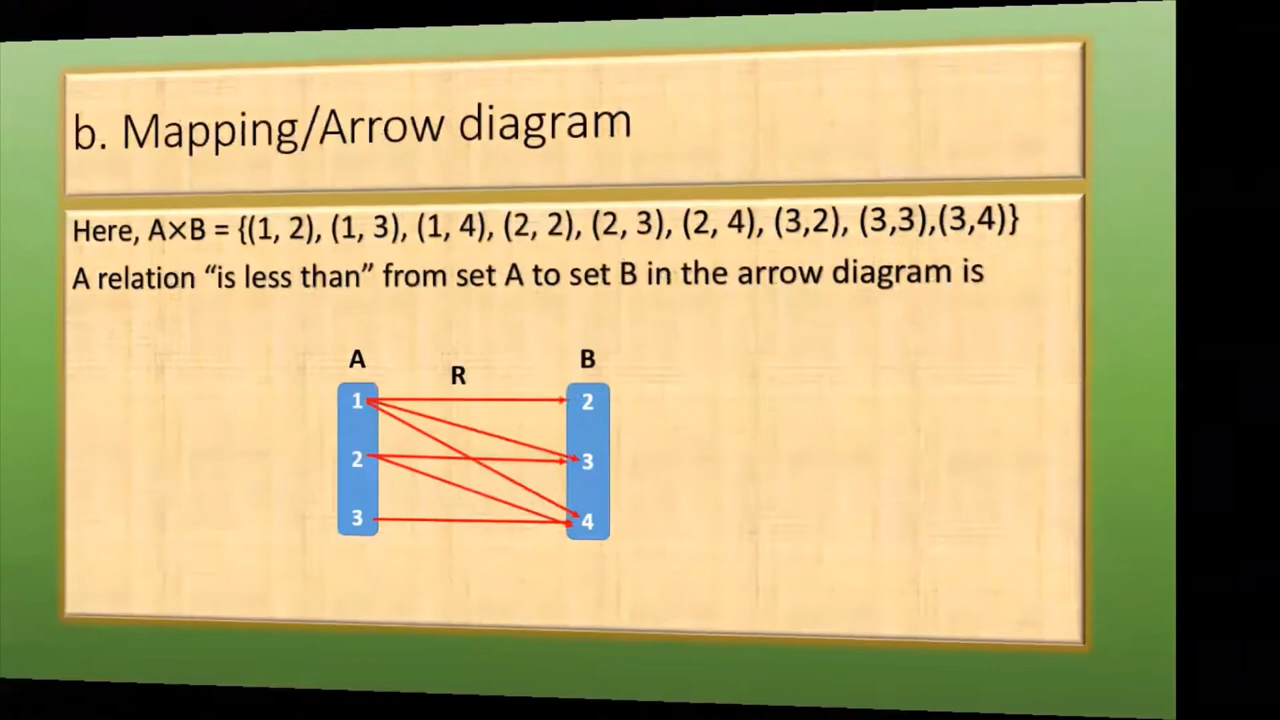 b. Mapping/Arrow diagram
Here, A×B = {(1, 2), (1, 3), (1, 4), (2, 2), (2, 3), (2, 4), (3,2), (3,3),(3,4)}
A relation “is less than” from set A to set B in the arrow diagram is
A R B
1 2
2 3
3 4